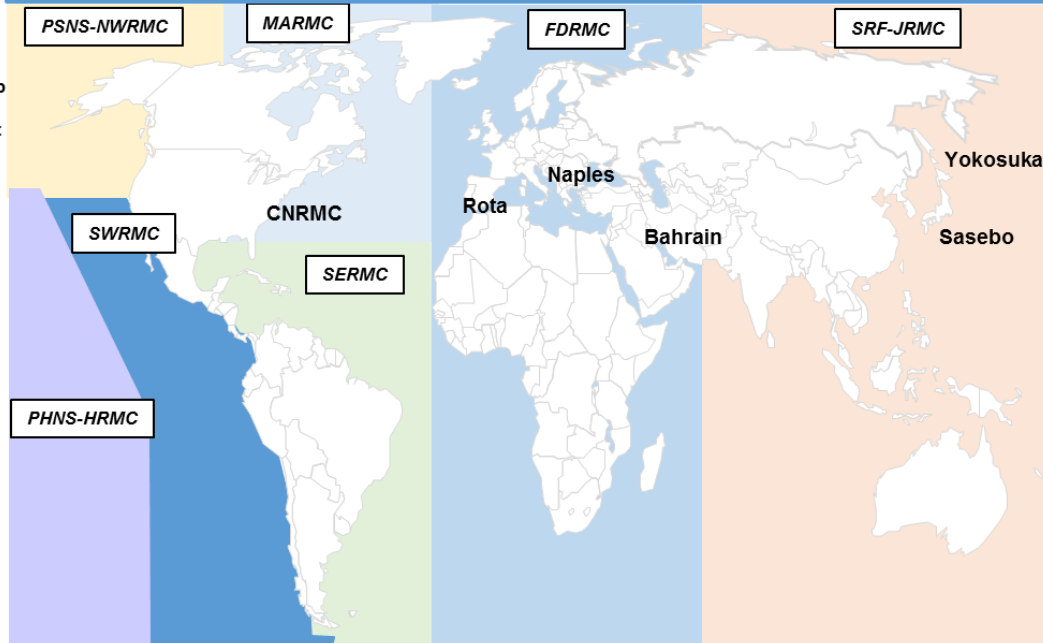 PSNS-NWRMC
MARMC
FDRMC
SRF-JRMC
Yokosuka
Naples
Rota
CNRMC
SWRMC
Bahrain
Sasebo
SERMC
PHNS-HRMC